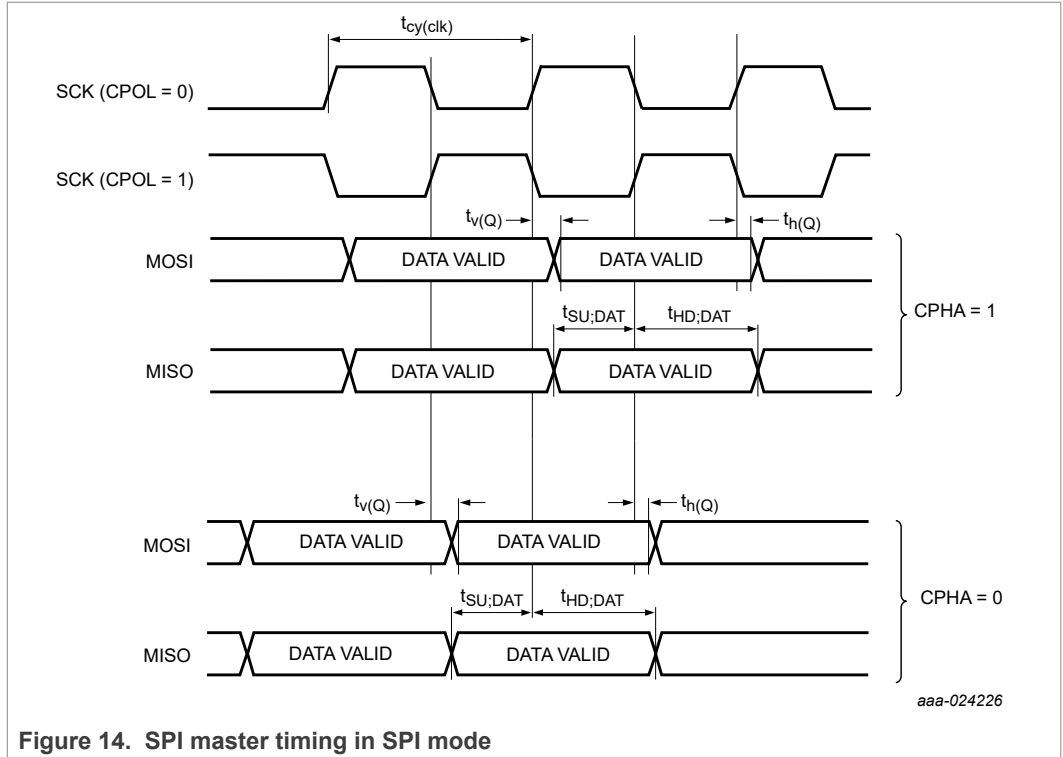 tcy(clk)
SCK (CPOL = 0)
SCK (CPOL = 1)
tv(Q)
th(Q)
MOSI
DATA VALID
DATA VALID
CPHA = 1
tSU;DAT
tHD;DAT
MISO
DATA VALID
DATA VALID
tv(Q)
th(Q)
MOSI
DATA VALID
DATA VALID
CPHA = 0
tSU;DAT
tHD;DAT
MISO
DATA VALID
DATA VALID
aaa-024226
Figure 14. SPI master timing in SPI mode